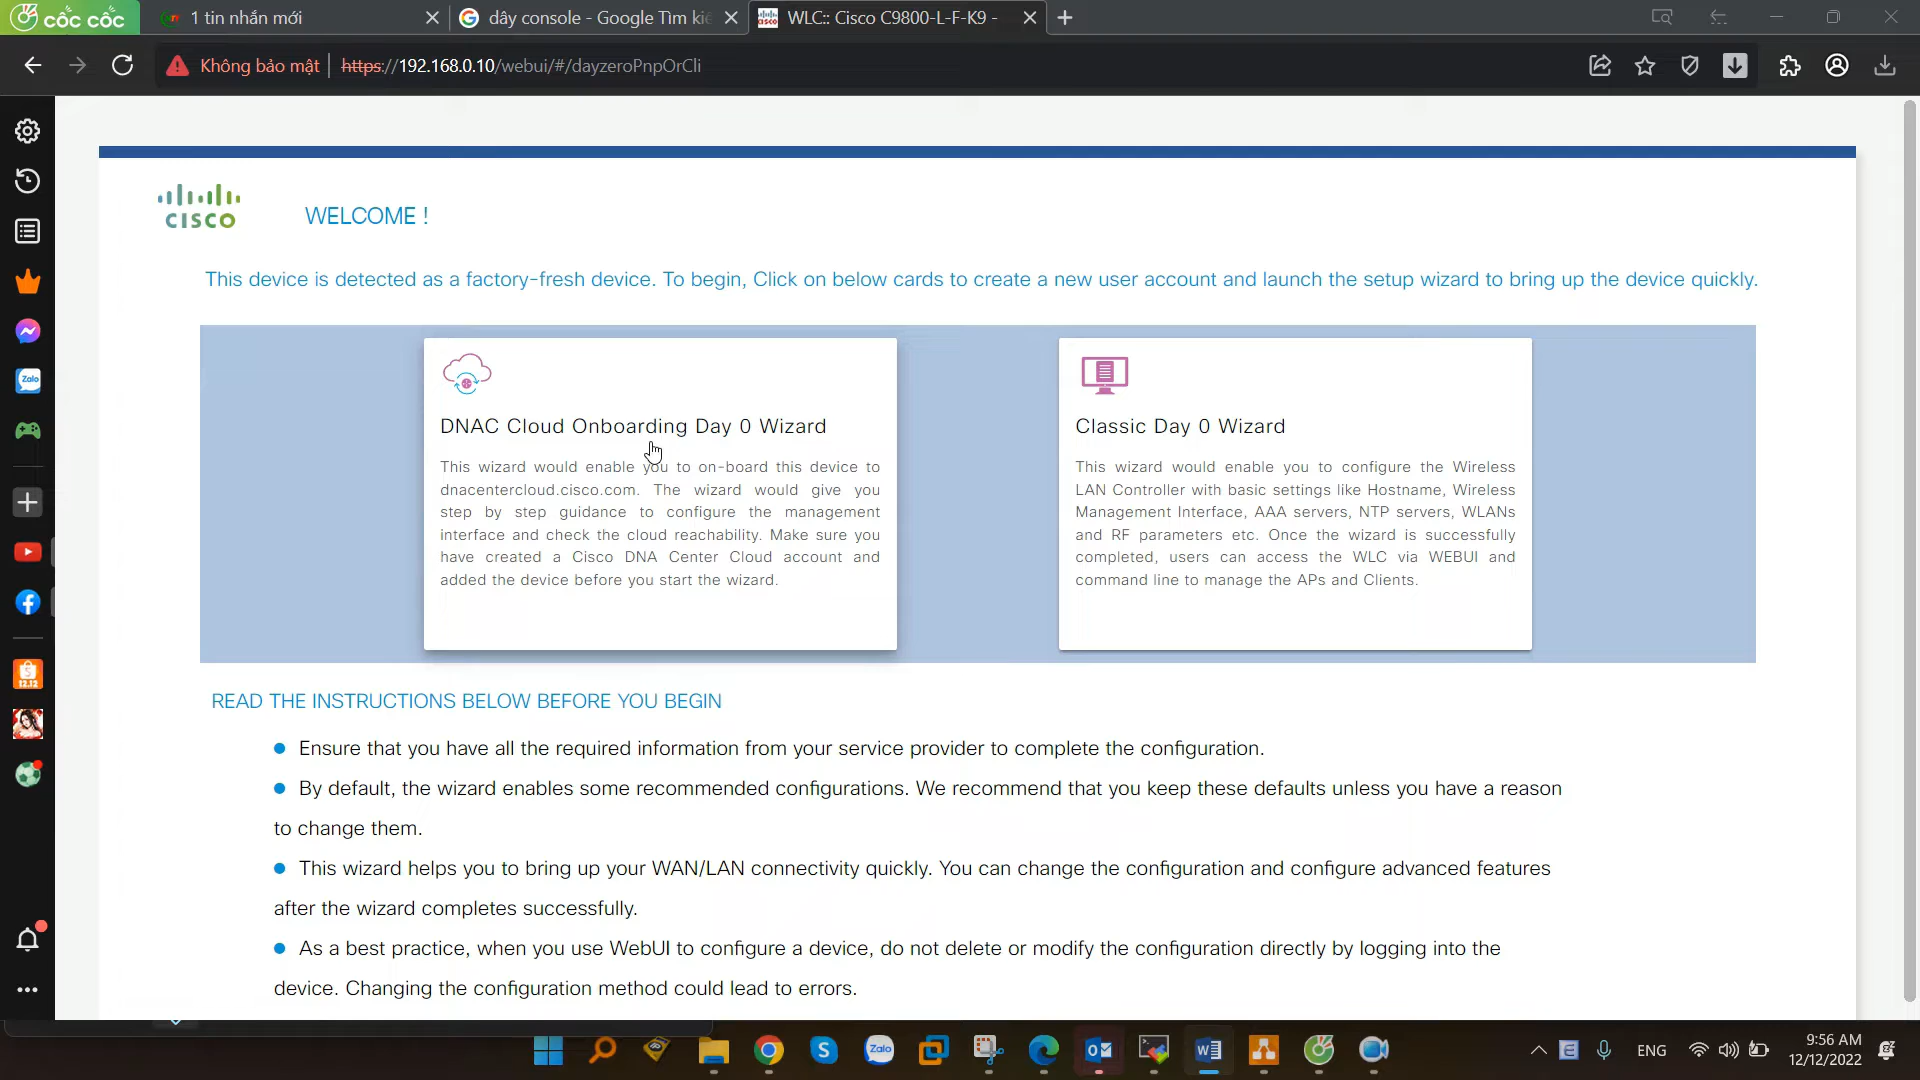 cốc cốc
1 tin nhắn mới
dây console - Google Tìm kiế
WLC:: Cisco C9800-L-F-K9 -
Không bảo mật
https://192.168.0.10/webui/#/dayzeroPnpOrCli
CISCO
WELCOME !
This device is detected as a factory-fresh device. To begin, Click on below cards to create a new user account and launch the setup wizard to bring up the device quickly.
DNAC Cloud Onboarding Day 0 Wizard
This wizard would enable you to on-board this device to
dnacentercloud.cisco.com. The wizard would give you
step by step guidance to configure the management
interface and check the cloud reachability. Make sure you
have created a Cisco DNA Center Cloud account and
added the device before you start the wizard.
Classic Day 0 Wizard
This wizard would enable you to configure the Wireless
LAN Controller with basic settings like Hostname, Wireless
Management Interface, AAA servers, NTP servers, WLANs
and RF parameters etc. Once the wizard is successfully
completed, users can access the WLC via WEBUI and
command line to manage the APs and Clients.
READ THE INSTRUCTIONS BELOW BEFORE YOU BEGIN
Ensure that you have all the required information from your service provider to complete the configuration.
By default, the wizard enables some recommended configurations. We recommend that you keep these defaults unless you have a reason
to change them.
This wizard helps you to bring up your WAN/LAN connectivity quickly. You can change the configuration and configure advanced features
after the wizard completes successfully.
As a best practice, when you use WebUI to configure a device, do not delete or modify the configuration directly by logging into the
device. Changing the configuration method could lead to errors.
Zalo
12.12
Zalo
ENG
9:56 AM
12/12/2022